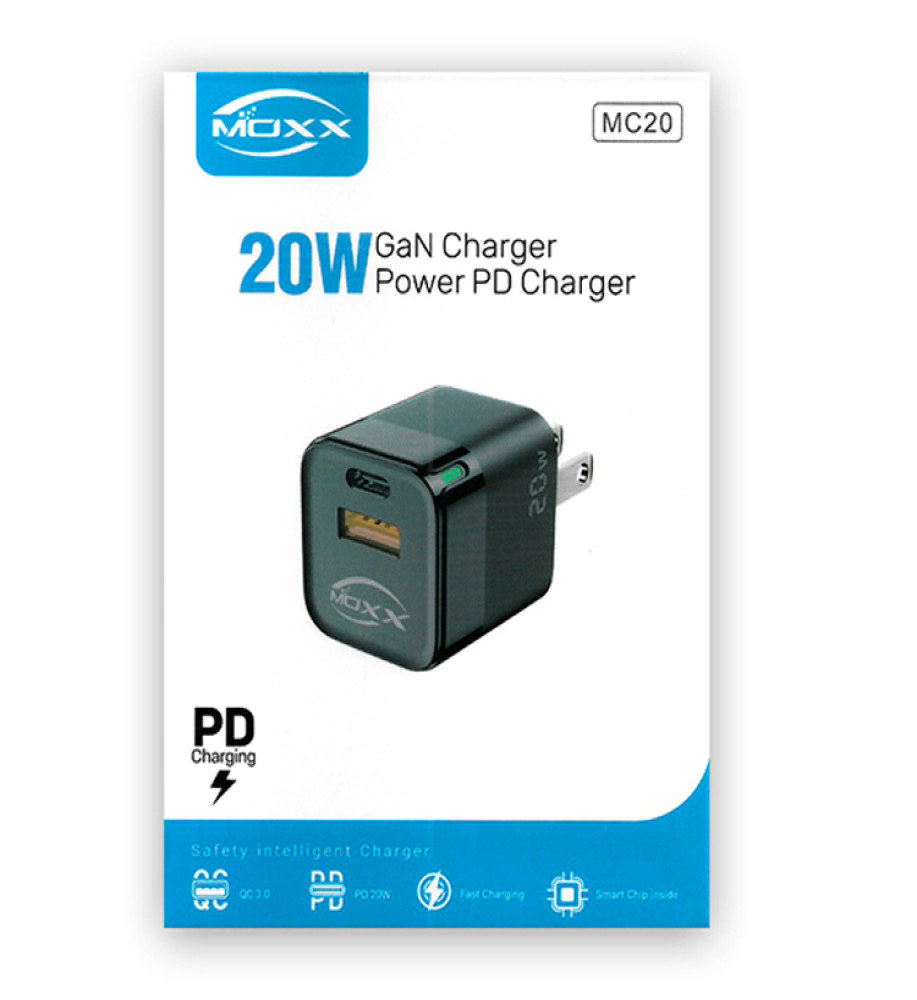 MOXX
MC20
20W
GaN Charger
Power PD Charger
20W
MOXX
PD
Charging
Safety intelligent Charger
QC
QC 3.0
PD
PD 20W
Fast Charging
Smart Chip Inside